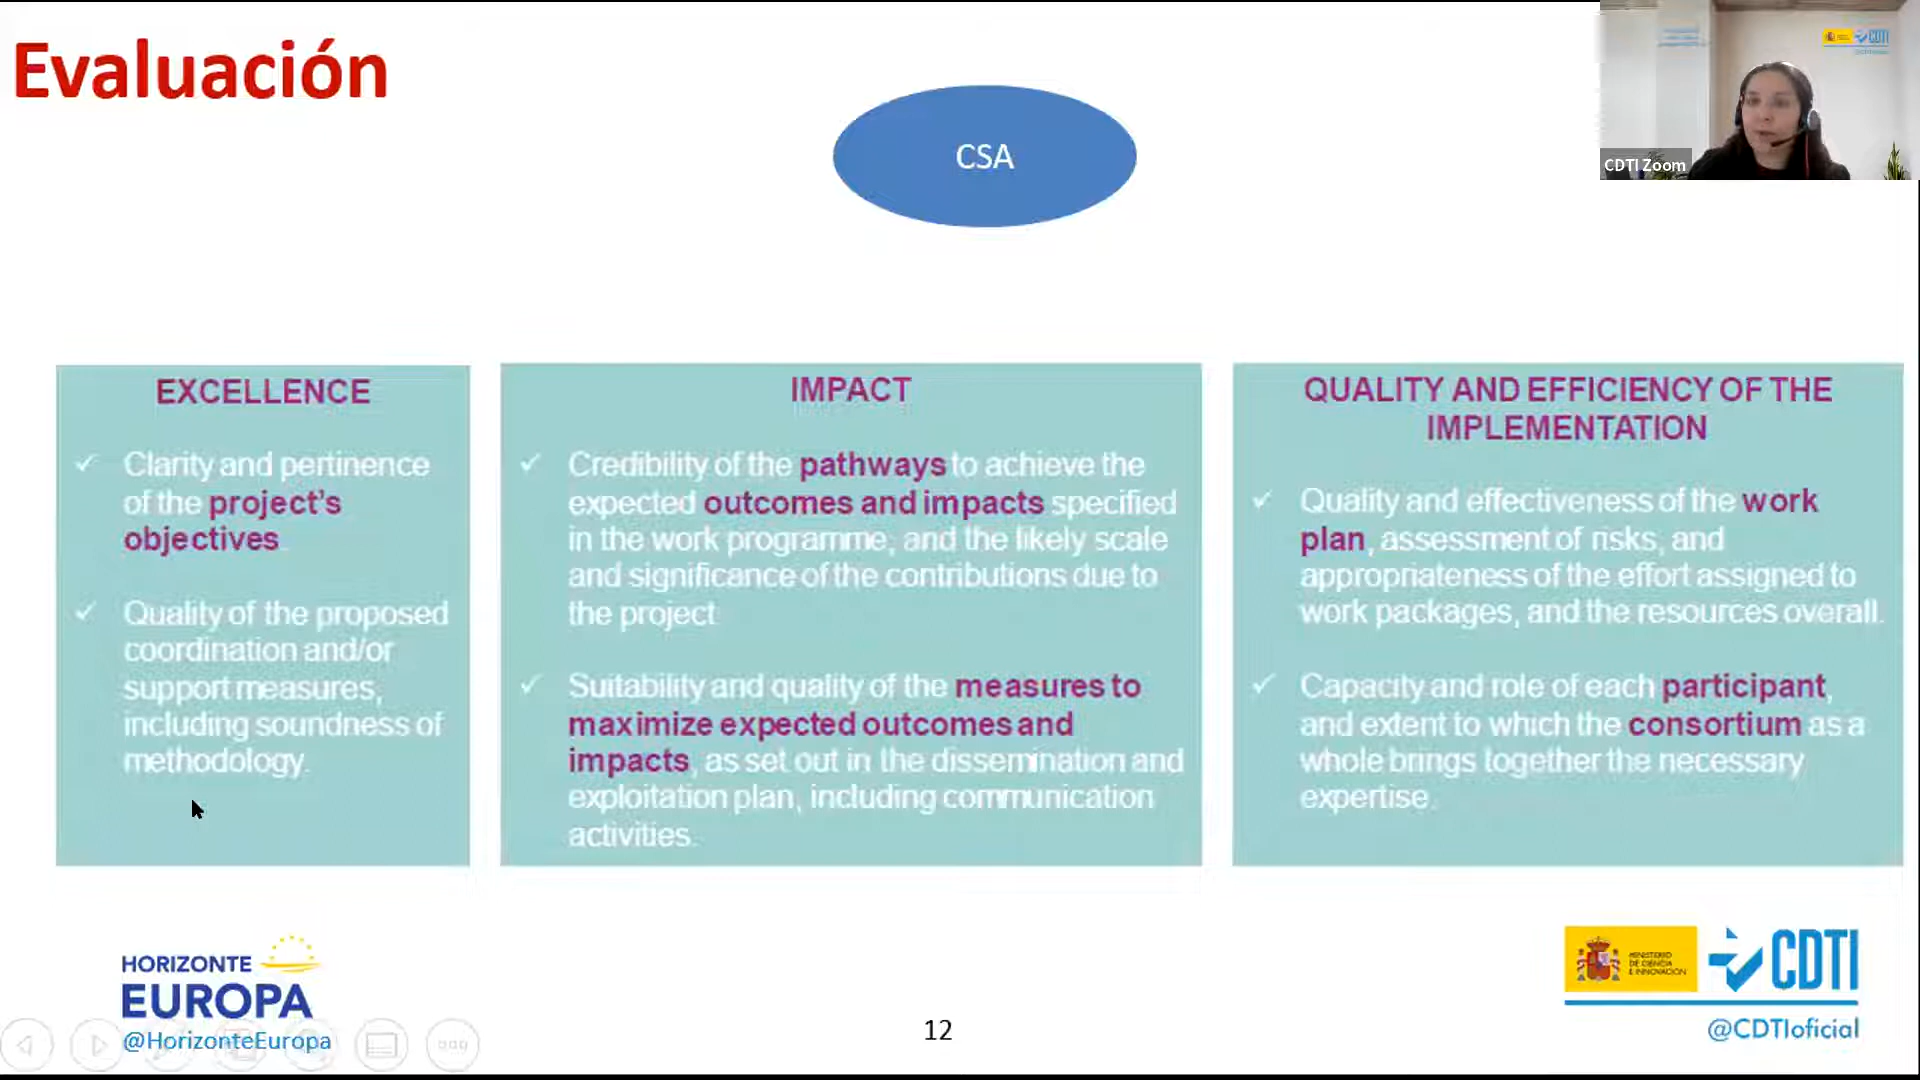 Evaluación
CSA
CDTI
CDTI Zoom
EXCELLENCE
✓ Clarity and pertinence
of the project's
objectives
✓ Quality of the proposed
coordination and/or
support measures,
including soundness of
methodology.
IMPACT
✓ Credibility of the pathways to achieve the
expected outcomes and impacts specified
in the work programme, and the likely scale
and significance of the contributions due to
the project
✓ Suitability and quality of the measures to
maximize expected outcomes and
impacts, as set out in the dissemination and
exploitation plan, including communication
activities.
QUALITY AND EFFICIENCY OF THE
IMPLEMENTATION
✓ Quality and effectiveness of the work
plan, assessment of risks, and
appropriateness of the effort assigned to
work packages, and the resources overall.
✓ Capacity and role of each participant,
and extent to which the consortium as a
whole brings together the necessary
expertise.
HORIZONTE
EUROPA
@HorizonteEuropa
12
MINISTERIO
DE CIENCIA
E INNOVACIÓN
CDTI
@CDTIoficial